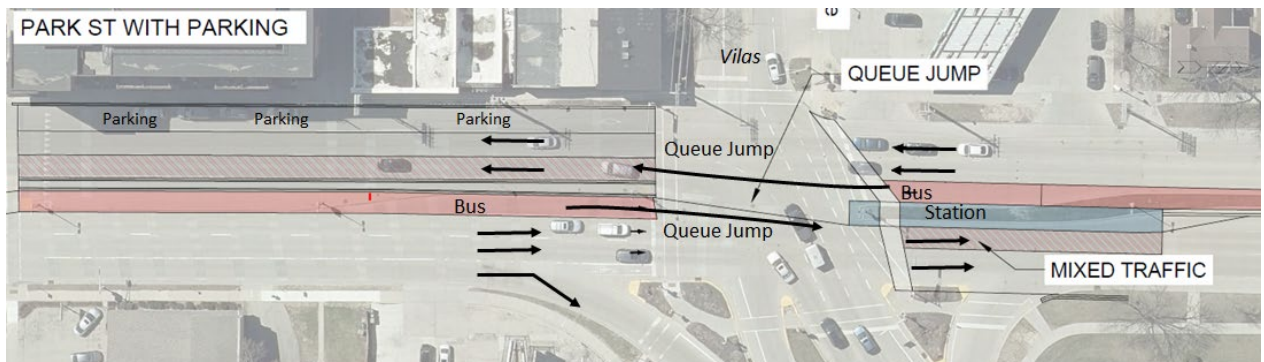 PARK ST WITH PARKING
Vilas
QUEUE JUMP
Parking Parking Parking
Queue Jump
Bus
Station
Bus
Queue Jump
MIXED TRAFFIC